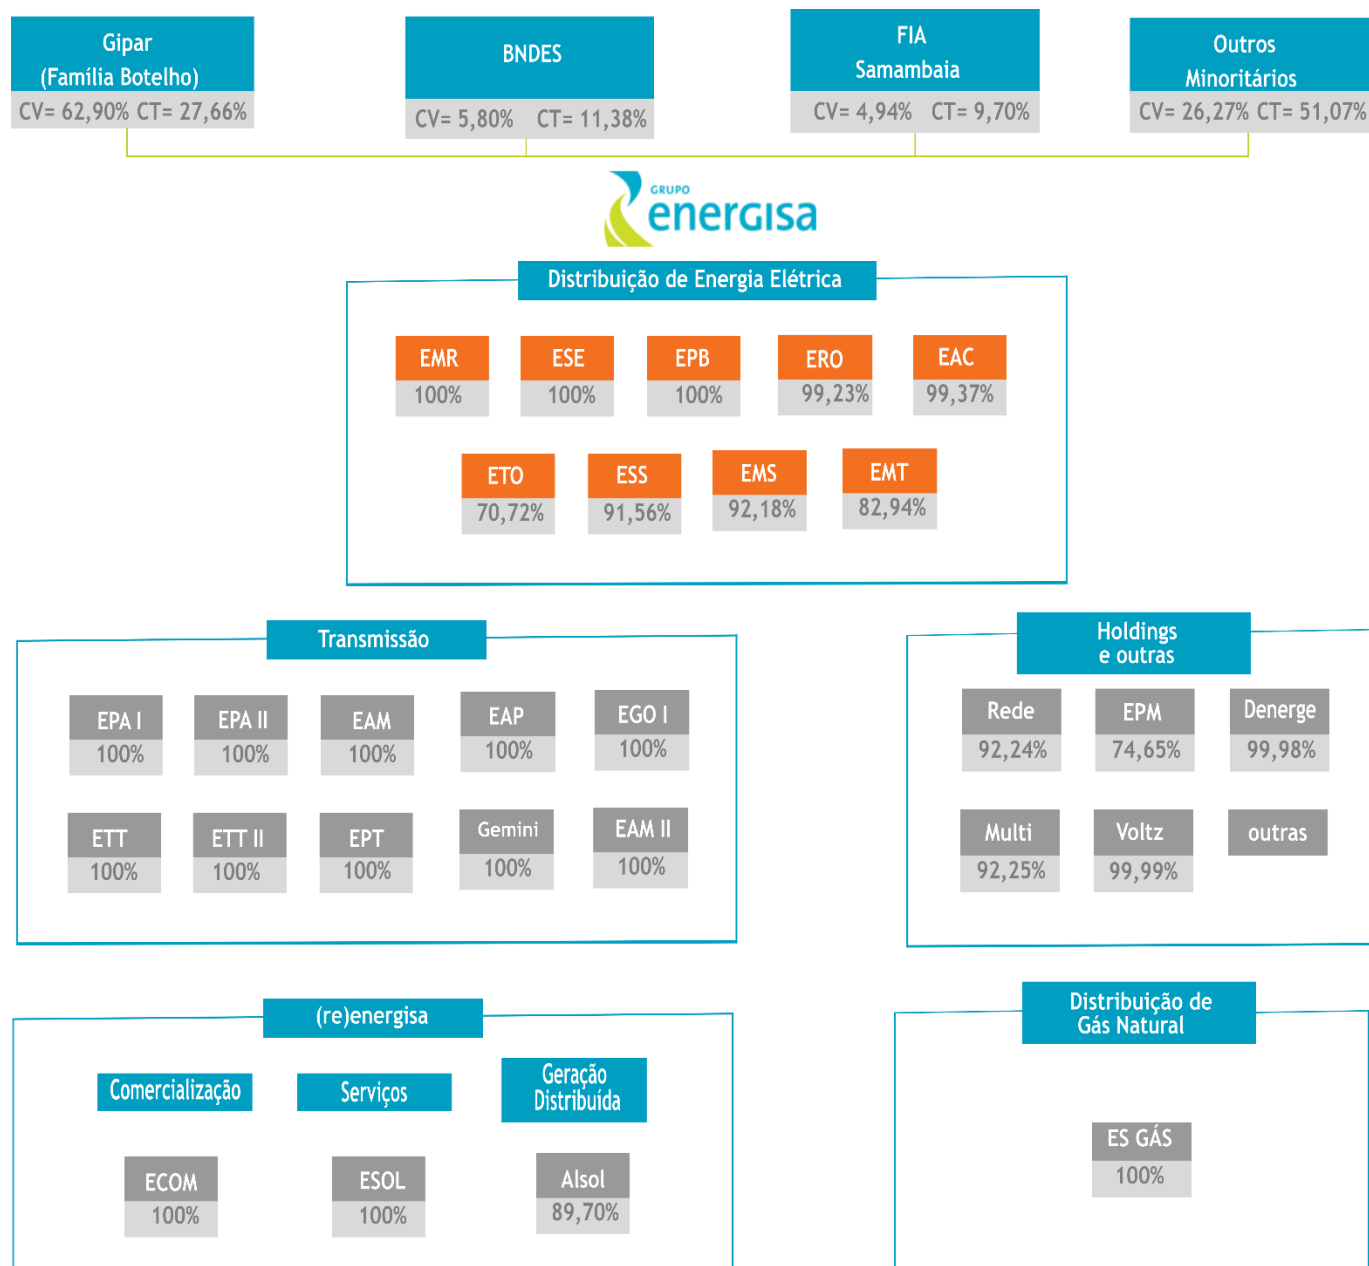 Gipar
(Família Botelho)
CV= 62,90% CT= 27,66%
BNDES
CV= 5,80% CT= 11,38%
FIA
Samambaia
CV= 4,94% CT= 9,70%
Outros
Minoritários
CV= 26,27% CT= 51,07%
GRUPO
energisa
Distribuição de Energia Elétrica
EMR
100%
ESE
100%
EPB
100%
ERO
99,23%
EAC
99,37%
ETO
70,72%
ESS
91,56%
EMS
92,18%
EMT
82,94%
Transmissão
EPA I
100%
EPA II
100%
EAM
100%
EAP
100%
EGO I
100%
ETT
100%
ETT II
100%
EPT
100%
Gemini
100%
EAM II
100%
Holdings
e outras
Rede
92,24%
EPM
74,65%
Denerge
99,98%
Multi
92,25%
Voltz
99,99%
outras
(re)energisa
Comercialização
ECOM
100%
Serviços
ESOL
100%
Geração
Distribuída
Alsol
89,70%
Distribuição de
Gás Natural
ES GÁS
100%